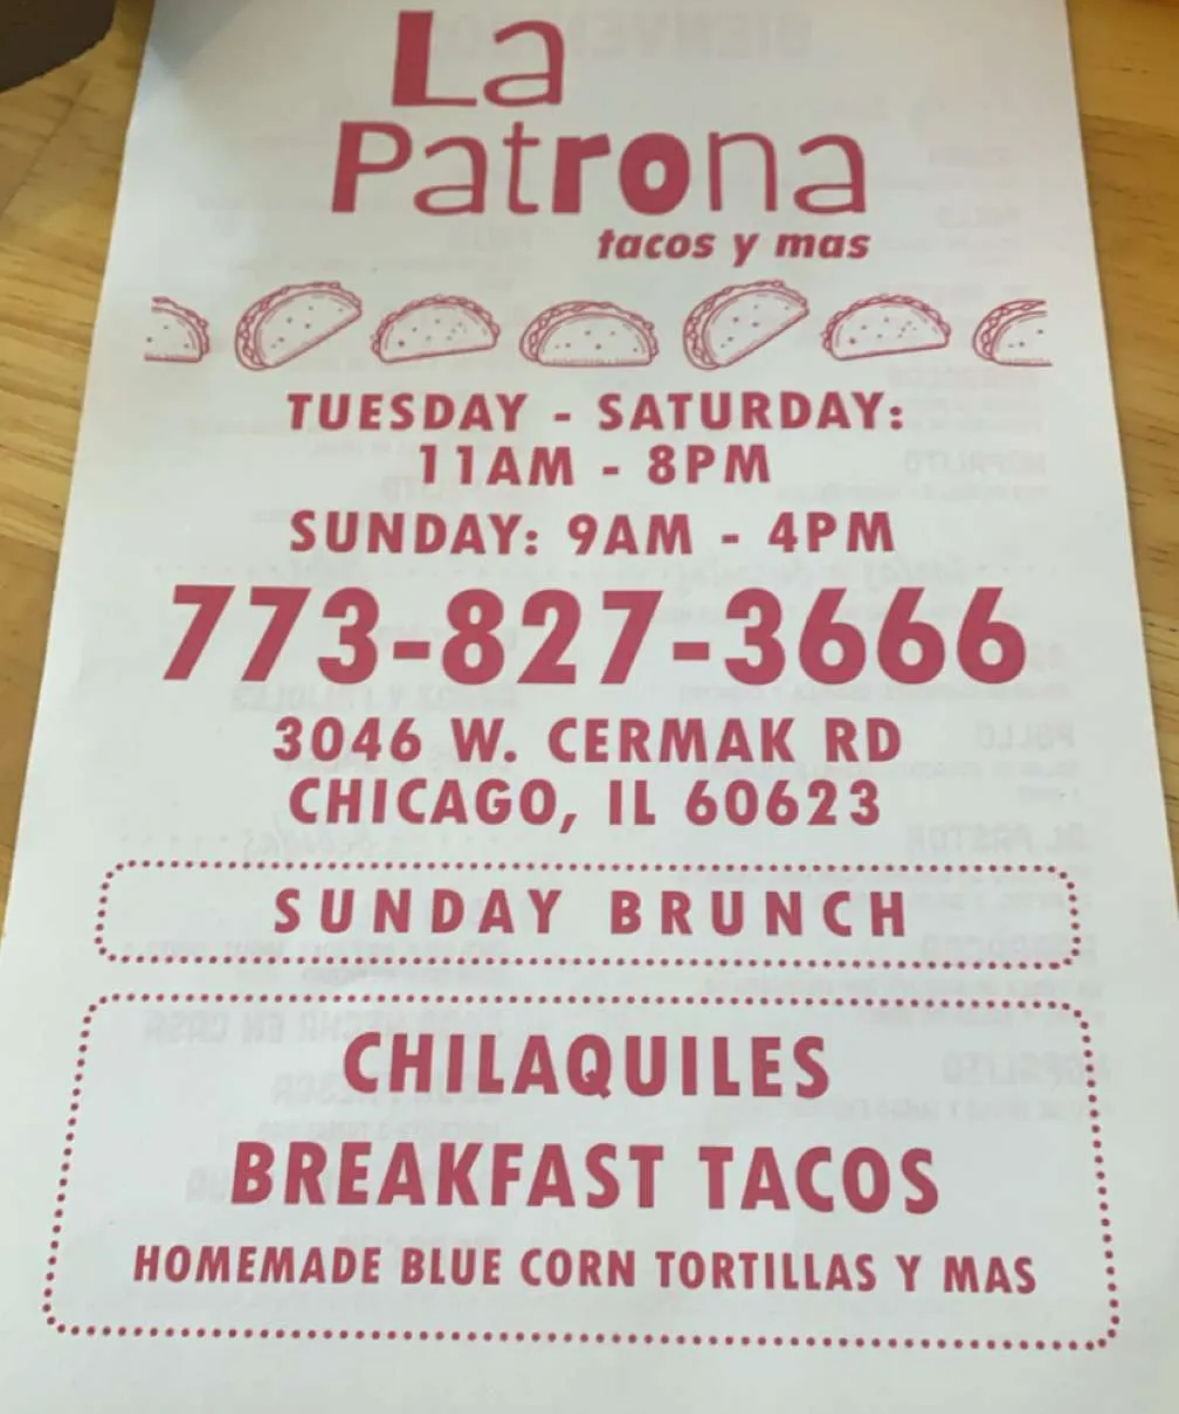 La
Patrona
tacos y mas
TUESDAY - SATURDAY:
11AM - 8PM
SUNDAY: 9AM - 4PM
773-827-3666
3046 W. CERMAK RD
CHICAGO, IL 60623
SUNDAY BRUNCH
CHILAQUILES
BREAKFAST TACOS
HOMEMADE BLUE CORN TORTILLAS Y MAS